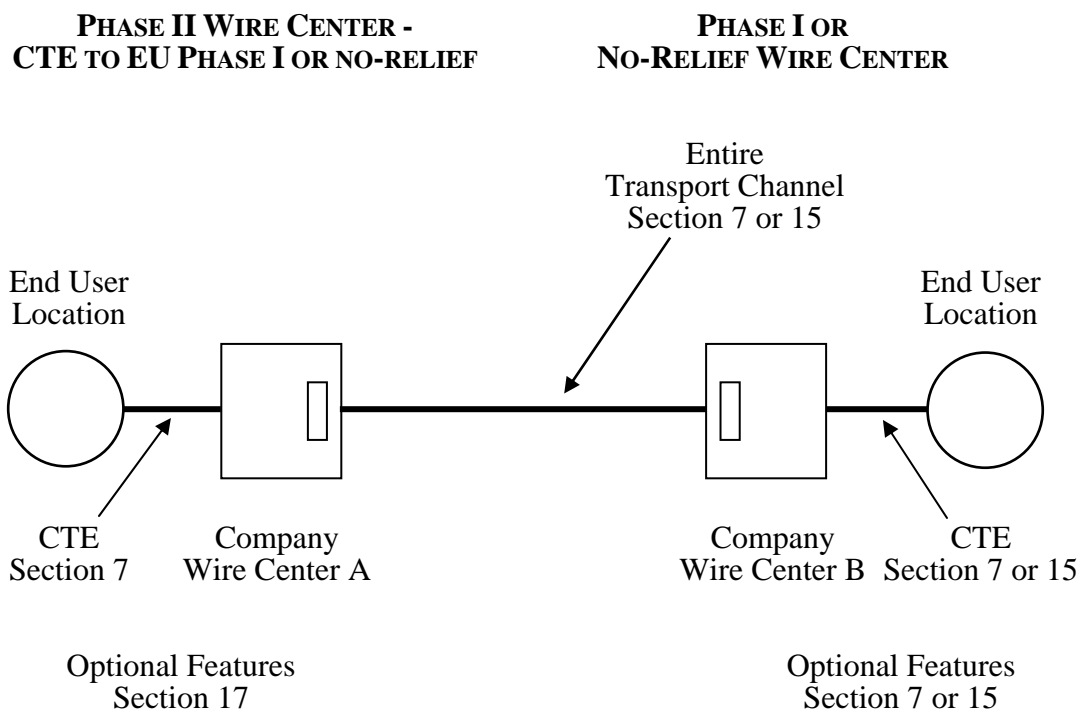 PHASE II WIRE CENTER -
CTE TO EU PHASE I OR NO-RELIEF
PHASE I OR
NO-RELIEF WIRE CENTER
Entire
Transport Channel
Section 7 or 15
End User
Location
End User
Location
CTE
Section 7
Company
Wire Center A
Company
Wire Center B
CTE
Section 7 or 15
Optional Features
Section 17
Optional Features
Section 7 or 15